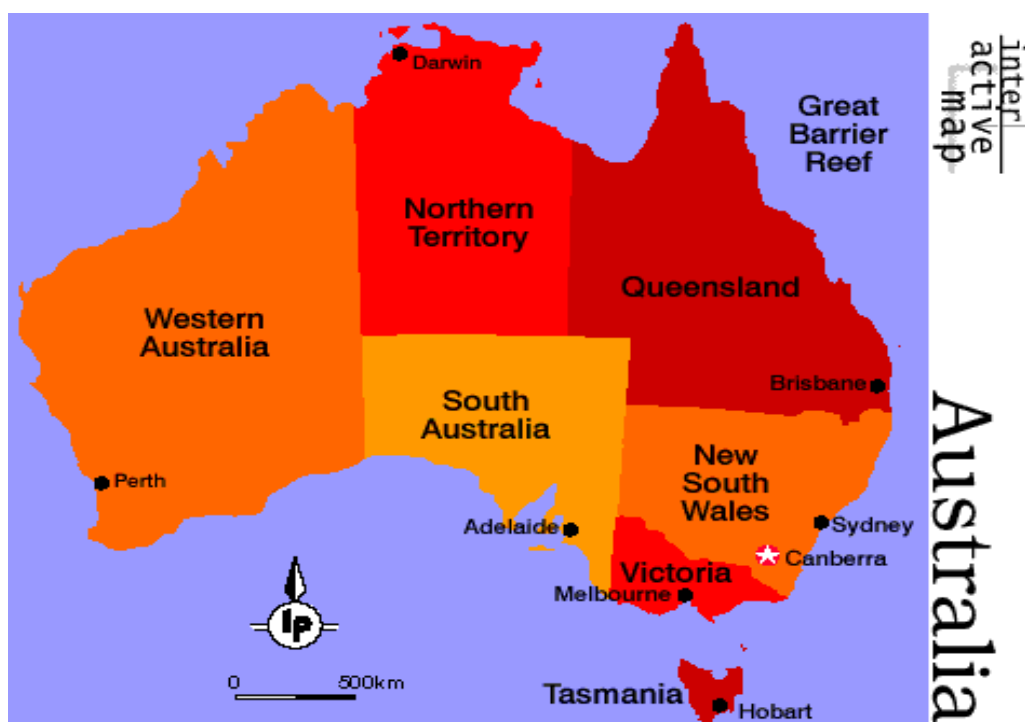 Darwin
Great
Barrier
Reef
inter
active
map
Northern
Territory
Queensland
Western
Australia
Brisbane
South
Australia
New
South
Wales
Perth
Adelaide
Sydney
Canberra
Victoria
Melbourne
lp
0 500km
Tasmania
Hobart
Australia